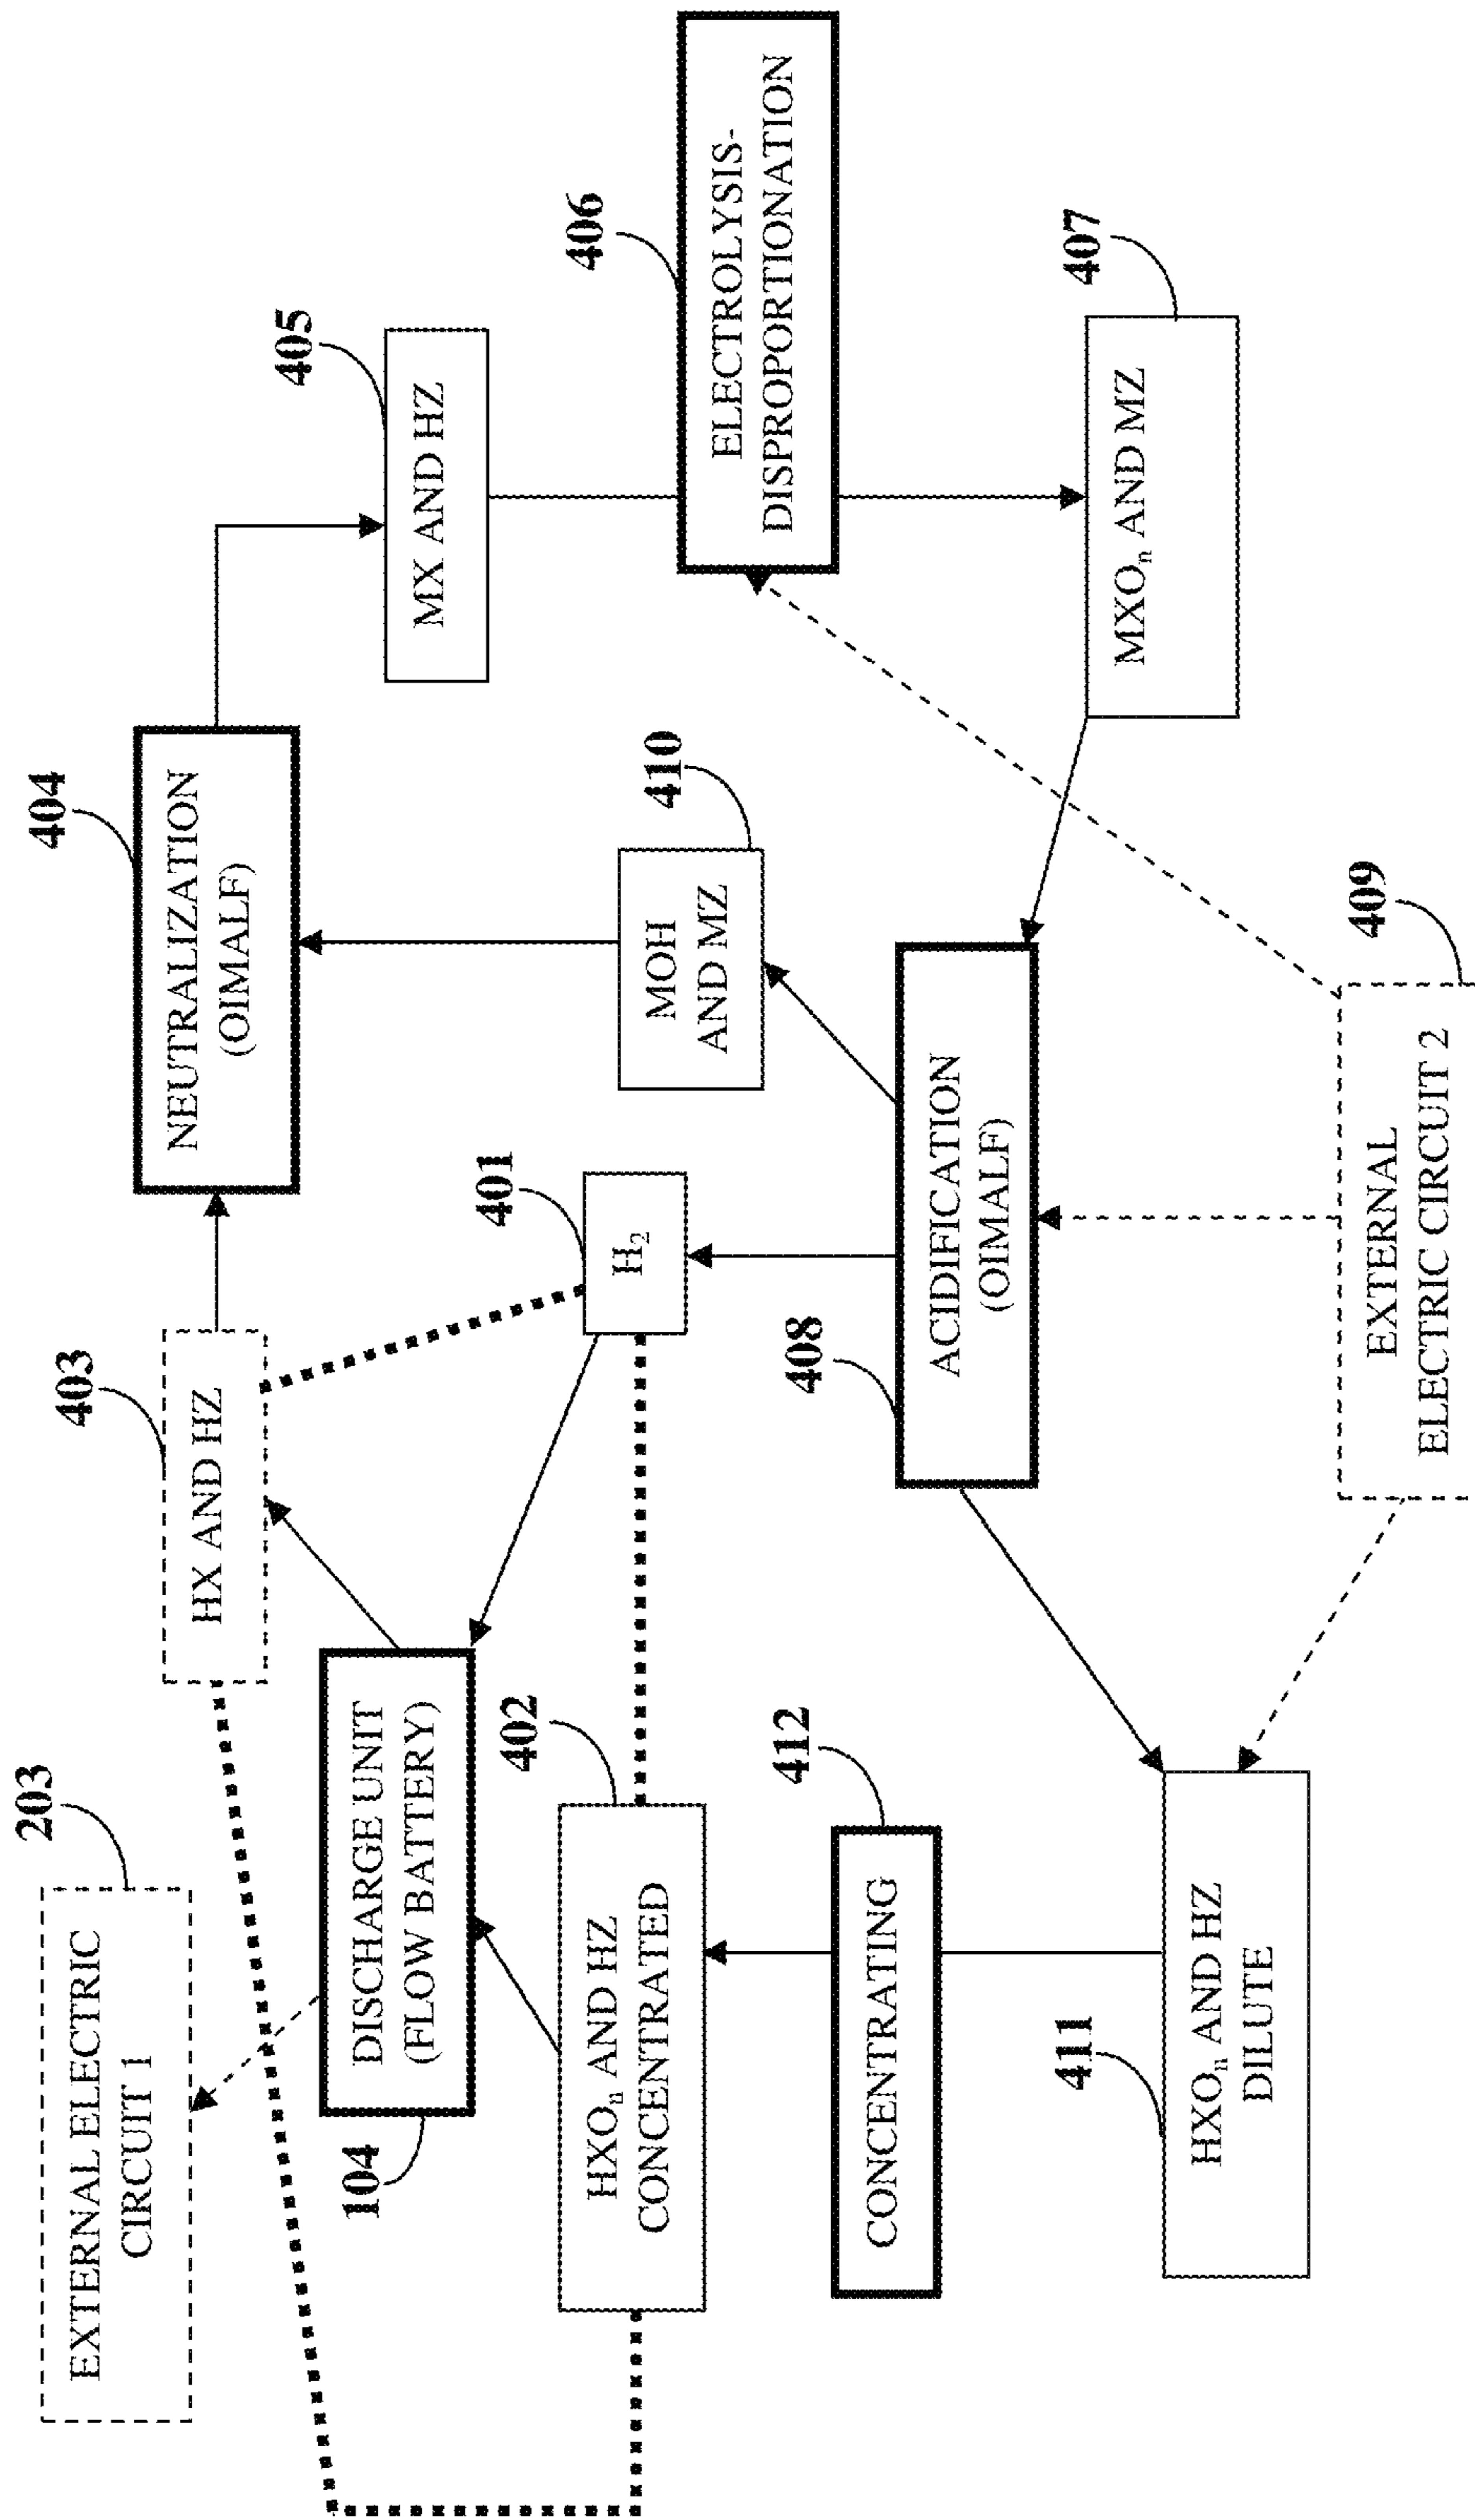 203
EXTERNAL ELECTRIC
CIRCUIT 1
403
HX AND HZ
404
NEUTRALIZATION
(OIMALF)
405
MX AND HZ
104
DISCHARGE UNIT
(FLOW BATTERY)
401
H₂
410
MOH
AND MZ
406
ELECTROLYSIS-
DISPROPORTIONATION
402
HXOₙ AND HZ
CONCENTRATED
412
CONCENTRATING
408
ACIDIFICATION
(OIMALF)
407
MXOₙ AND MZ
411
HXOₙ AND HZ
DILUTE
409
EXTERNAL
ELECTRIC CIRCUIT 2